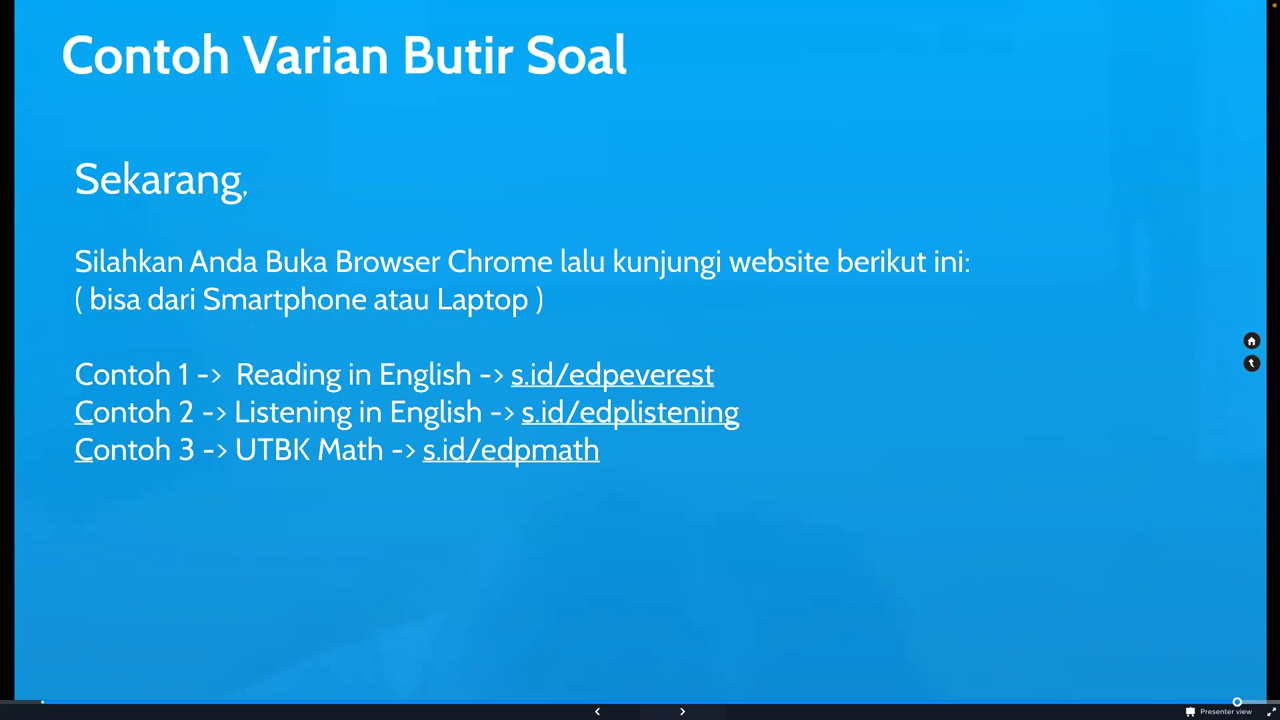 Contoh Varian Butir Soal
Sekarang,
Silahkan Anda Buka Browser Chrome lalu kunjungi website berikut ini:
( bisa dari Smartphone atau Laptop )
Contoh 1 -> Reading in English -> s.id/edpeverest
Contoh 2 -> Listening in English -> s.id/edplistening
Contoh 3 -> UTBK Math -> s.id/edpmath
Presenter view